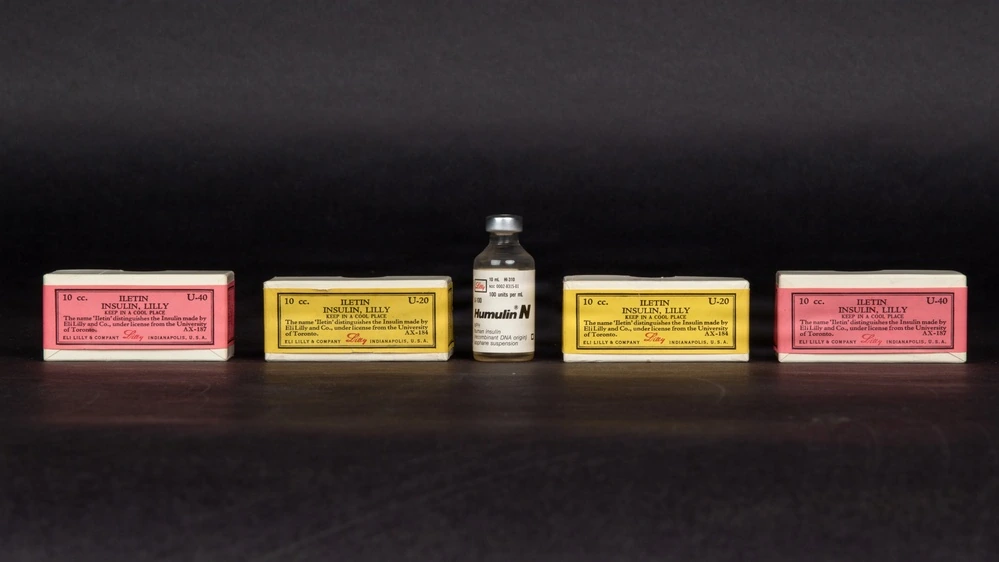 10 cc. ILETIN U-40
INSULIN, LILLY
KEEP IN A COOL PLACE
The name 'Iletin' distinguishes the Insulin made by
Eli Lilly and Co., under license from the University
of Toronto. AX-187
ELI LILLY & COMPANY Lilly INDIANAPOLIS, U. S. A.
10 cc. ILETIN U-20
INSULIN, LILLY
KEEP IN A COOL PLACE
The name 'Iletin' distinguishes the Insulin made by
Eli Lilly and Co., under license from the University
of Toronto. AX-184
ELI LILLY & COMPANY Lilly INDIANAPOLIS, U. S. A.
10 mL
Lilly
100 units per mL
Humulin® N
insulin
recombinant DNA origin)
suspension
10 cc. ILETIN U-20
INSULIN, LILLY
KEEP IN A COOL PLACE
The name 'Iletin' distinguishes the Insulin made by
Eli Lilly and Co., under license from the University
of Toronto. AX-184
ELI LILLY & COMPANY Lilly INDIANAPOLIS, U. S. A.
10 cc. ILETIN U-40
INSULIN, LILLY
KEEP IN A COOL PLACE
The name 'Iletin' distinguishes the Insulin made by
Eli Lilly and Co., under license from the University
of Toronto. AX-187
ELI LILLY & COMPANY Lilly INDIANAPOLIS, U. S. A.